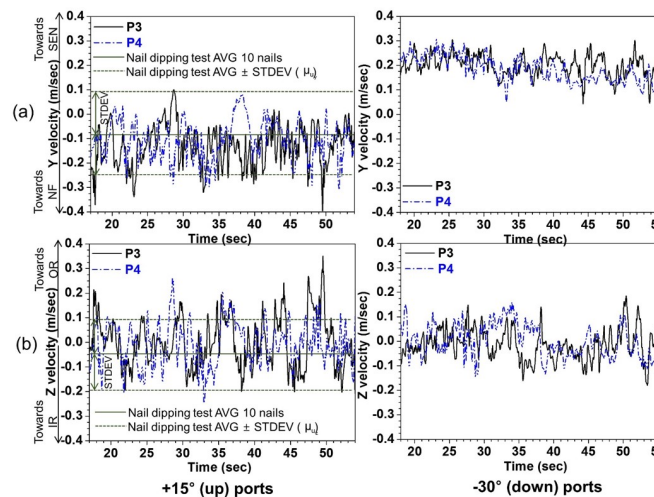 (a)
Towards SEN
Towards NF
Y velocity (m/sec)
0.4
0.3
0.2
0.1
0.0
-0.1
-0.2
-0.3
-0.4
P3
P4
Nail dipping test AVG 10 nails
Nail dipping test AVG ± STDEV ( μu)
STDEV
20 25 30 35 40 45 50
Time (sec)
Y velocity (m/sec)
0.4
0.3
0.2
0.1
0.0
-0.1
-0.2
-0.3
-0.4
P3
P4
20 25 30 35 40 45 50 55
Time (sec)
(b)
Towards OR
Towards IR
Z velocity (m/sec)
0.4
0.3
0.2
0.1
0.0
-0.1
-0.2
-0.3
-0.4
P3
P4
STDEV
Nail dipping test AVG 10 nails
Nail dipping test AVG ± STDEV ( μu)
20 25 30 35 40 45 50
Time (sec)
Z velocity (m/sec)
0.4
0.3
0.2
0.1
0.0
-0.1
-0.2
-0.3
-0.4
P3
P4
20 25 30 35 40 45 50 55
Time (sec)
+15° (up) ports
-30° (down) ports